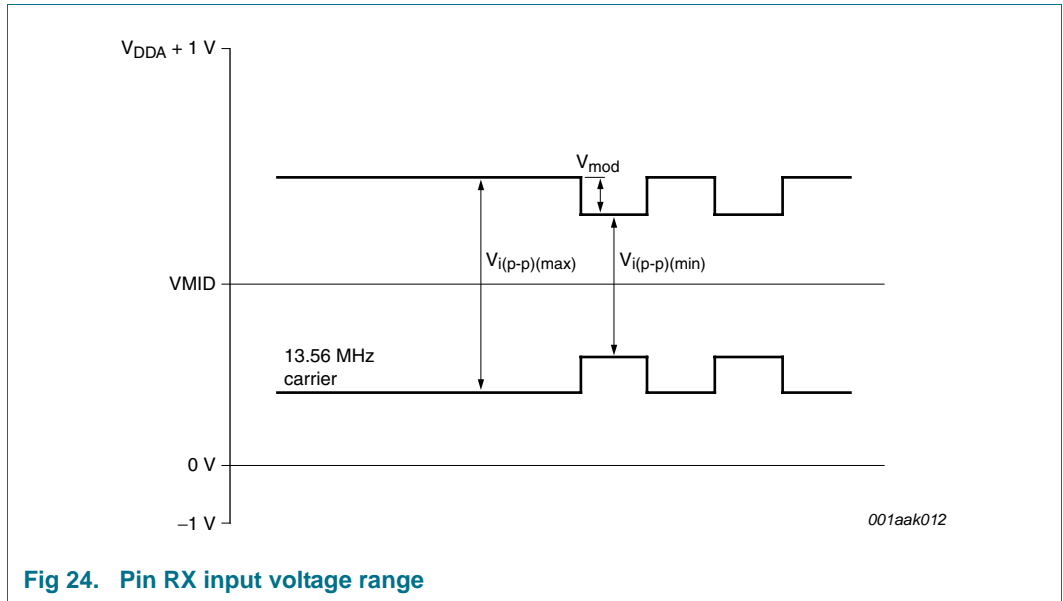 VDDA + 1 V
Vmod
Vi(p-p)(max)
Vi(p-p)(min)
VMID
13.56 MHz
carrier
0 V
−1 V
001aak012
Fig 24. Pin RX input voltage range